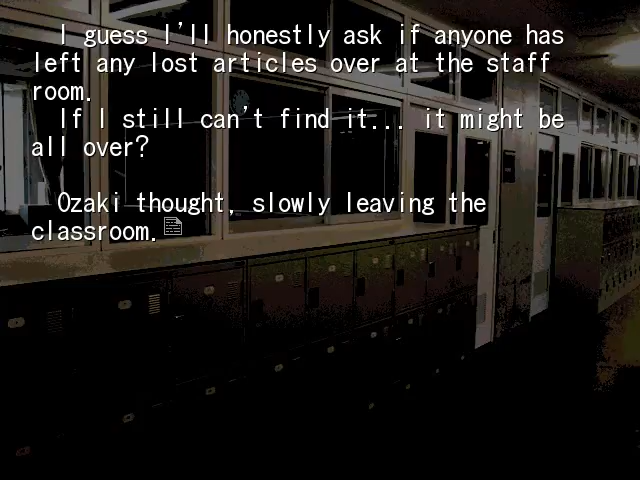 I guess I'll honestly ask if anyone has
left any lost articles over at the staff
room.
If I still can't find it... it might be
all over?
Ozaki thought, slowly leaving the
classroom.